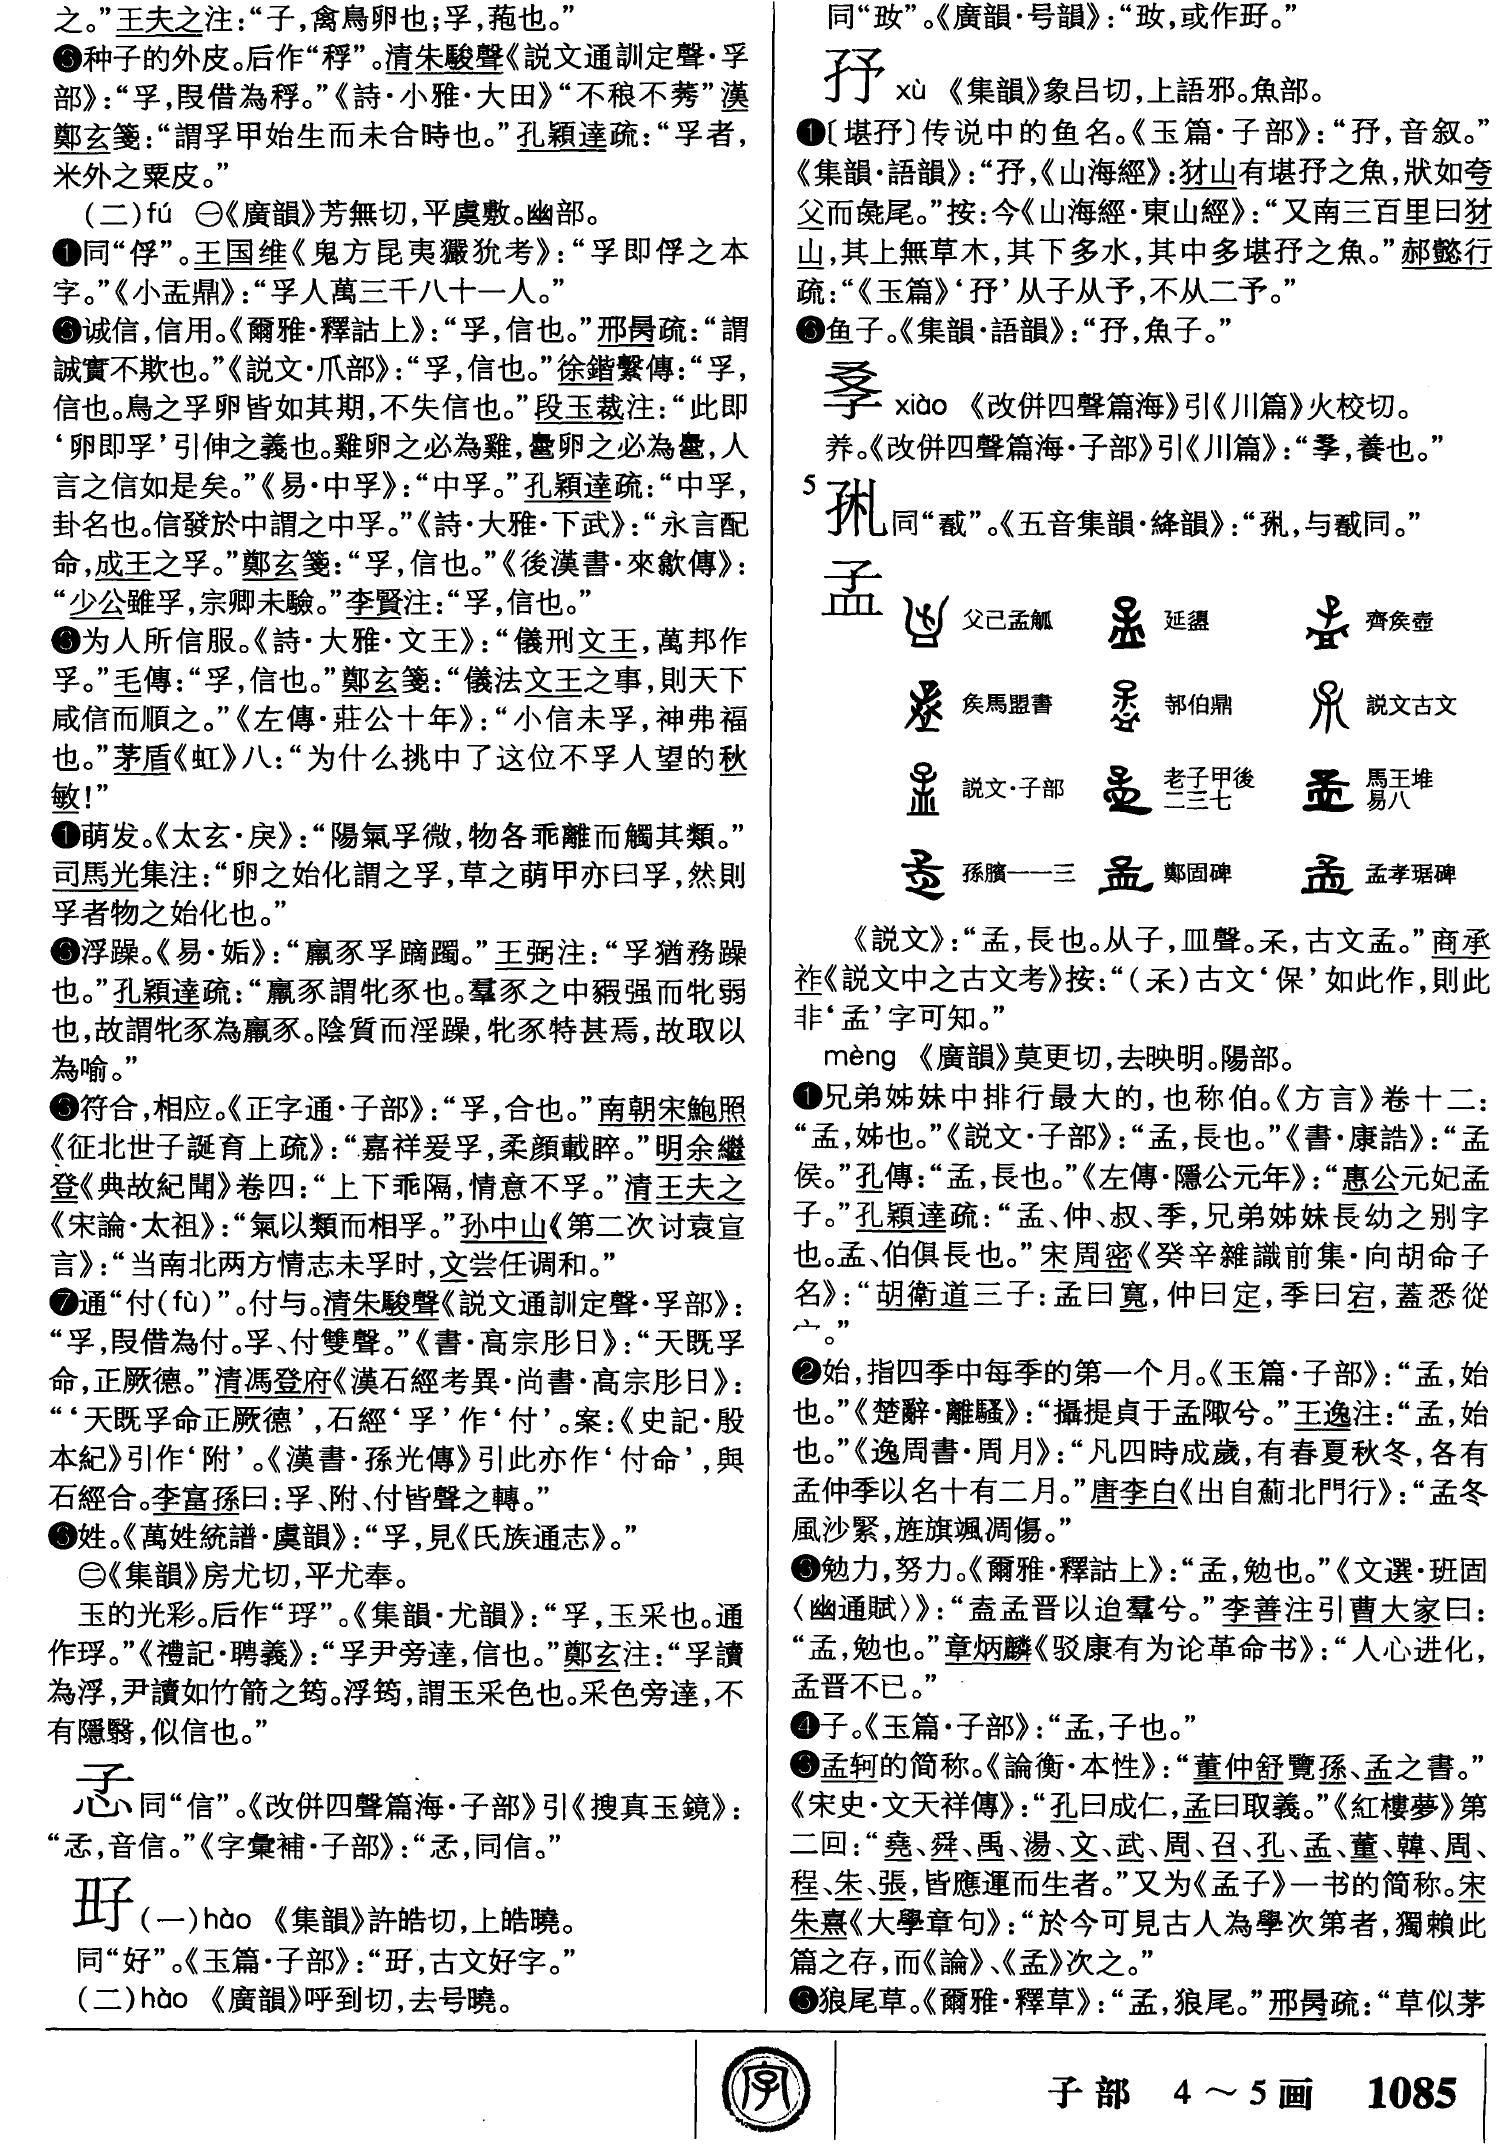 之。”王夫之注：“子，禽鳥卵也；孚，菢也。”
❻种子的外皮。后作“稃”。清朱駿聲《説文通訓定聲·孚
部》：“孚，叚借為稃。”《詩·小雅·大田》“不稂不莠”漢
鄭玄箋：“謂孚甲始生而未合時也。”孔穎達疏：“孚者，
米外之粟皮。”
(二)fú ㊀《廣韻》芳無切，平虞敷。幽部。
❶同“俘”。王国维《鬼方昆夷玁狁考》：“孚即俘之本
字。”《小盂鼎》：“孚人萬三千八十一人。”
❷诚信，信用。《爾雅·釋詁上》：“孚，信也。”邢昺疏：“謂
誠實不欺也。”《説文·爪部》：“孚，信也。”徐鍇繫傳：“孚，
信也。鳥之孚卵皆如其期，不失信也。”段玉裁注：“此即
‘卵即孚’引伸之義也。雞卵之必為雞，鼂卵之必為鼂，人
言之信如是矣。”《易·中孚》：“中孚。”孔穎達疏：“中孚，
卦名也。信發於中謂之中孚。”《詩·大雅·下武》：“永言配
命，成王之孚。”鄭玄箋：“孚，信也。”《後漢書·來歙傳》：
“少公雖孚，宗卿未驗。”李賢注：“孚，信也。”
❸为人所信服。《詩·大雅·文王》：“儀刑文王，萬邦作
孚。”毛傳：“孚，信也。”鄭玄箋：“儀法文王之事，則天下
咸信而順之。”《左傳·莊公十年》：“小信未孚，神弗福
也。”茅盾《虹》八：“为什么挑中了这位不孚人望的秋
敏！”
❹萌发。《太玄·戾》：“陽氣孚微，物各乖離而觸其類。”
司馬光集注：“卵之始化謂之孚，草之萌甲亦曰孚，然則
孚者物之始化也。”
❺浮躁。《易·姤》：“羸豕孚蹢躅。”王弼注：“孚猶務躁
也。”孔穎達疏：“羸豕謂牝豕也。羣豕之中豭强而牝弱
也，故謂牝豕為羸豕。陰質而淫躁，牝豕特甚焉，故取以
為喻。”
❻符合，相应。《正字通·子部》：“孚，合也。”南朝宋鮑照
《征北世子誕育上疏》：“嘉祥爰孚，柔顔載睟。”明余繼
登《典故紀聞》卷四：“上下乖隔，情意不孚。”清王夫之
《宋論·太祖》：“氣以類而相孚。”孙中山《第二次讨袁宣
言》：“当南北两方情志未孚时，文尝任调和。”
❼通“付(fù)”。付与。清朱駿聲《説文通訓定聲·孚部》：
“孚，叚借為付。孚、付雙聲。”《書·高宗肜日》：“天既孚
命，正厥德。”清馮登府《漢石經考異·尚書·高宗肜日》：
“‘天既孚命正厥德’，石經‘孚’作‘付’。案：《史記·殷
本紀》引作‘附’。《漢書·孫光傳》引此亦作‘付命’，與
石經合。李富孫曰：孚、附、付皆聲之轉。”
❽姓。《萬姓統譜·虞韻》：“孚，見《氏族通志》。”
㊁《集韻》房尤切，平尤奉。
玉的光彩。后作“琈”。《集韻·尤韻》：“孚，玉采也。通
作琈。”《禮記·聘義》：“孚尹旁達，信也。”鄭玄注：“孚讀
為浮，尹讀如竹箭之筠。浮筠，謂玉采色也。采色旁達，不
有隱翳，似信也。”
孞同“信”。《改併四聲篇海·子部》引《搜真玉鏡》：
“孞，音信。”《字彙補·子部》：“孞，同信。”
㝀(一)hǎo 《集韻》許皓切，上皓曉。
同“好”。《玉篇·子部》：“㝀，古文好字。”
(二)hào 《廣韻》呼到切，去号曉。
同“㚽”。《廣韻·号韻》：“㚽，或作㝀。”
㜿 xù 《集韻》象吕切，上語邪。魚部。
❶〔堪㜿〕传说中的鱼名。《玉篇·子部》：“㜿，音叙。”
《集韻·語韻》：“㜿，《山海經》：犲山有堪㜿之魚，狀如夸
父而彘尾。”按：今《山海經·東山經》：“又南三百里曰犲
山，其上無草木，其下多水，其中多堪㜿之魚。”郝懿行
疏：“《玉篇》‘㜿’从子从予，不从二予。”
❷鱼子。《集韻·語韻》：“㜿，魚子。”
xiào 《改併四聲篇海》引《川篇》火校切。
养。《改併四聲篇海·子部》引《川篇》：“，養也。”
5
同“㦻”。《五音集韻·絳韻》：“，与㦻同。”
孟
父己孟觚 延盨 齊矦壺
矦馬盟書 郜伯鼎 説文古文
説文·子部 老子甲後二三七 馬王堆易八
孫臏一一三 鄭固碑 孟孝琚碑
《説文》：“孟，長也。从子，皿聲。𣎼，古文孟。”商承
祚《説文中之古文考》按：“(𣎼)古文‘保’如此作，則此
非‘孟’字可知。”
mèng 《廣韻》莫更切，去映明。陽部。
❶兄弟姊妹中排行最大的，也称伯。《方言》卷十二：
“孟，姊也。”《説文·子部》：“孟，長也。”《書·康誥》：“孟
侯。”孔傳：“孟，長也。”《左傳·隱公元年》：“惠公元妃孟
子。”孔穎達疏：“孟、仲、叔、季，兄弟姊妹長幼之别字
也。孟、伯俱長也。”宋周密《癸辛雜識前集·向胡命子
名》：“胡衛道三子：孟曰寬，仲曰定，季曰宕，蓋悉從
宀。”
❷始，指四季中每季的第一个月。《玉篇·子部》：“孟，始
也。”《楚辭·離騷》：“攝提貞于孟陬兮。”王逸注：“孟，始
也。”《逸周書·周月》：“凡四時成歲，有春夏秋冬，各有
孟仲季以名十有二月。”唐李白《出自薊北門行》：“孟冬
風沙緊，旌旗颯凋傷。”
❸勉力，努力。《爾雅·釋詁上》：“孟，勉也。”《文選·班固
〈幽通賦〉》：“盍孟晋以迨羣兮。”李善注引曹大家曰：
“孟，勉也。”章炳麟《驳康有为论革命书》：“人心进化，
孟晋不已。”
❹子。《玉篇·子部》：“孟，子也。”
❺孟轲的简称。《論衡·本性》：“董仲舒覽孫、孟之書。”
《宋史·文天祥傳》：“孔曰成仁，孟曰取義。”《紅樓夢》第
二回：“堯、舜、禹、湯、文、武、周、召、孔、孟、董、韓、周、
程、朱、張，皆應運而生者。”又为《孟子》一书的简称。宋
朱熹《大學章句》：“於今可見古人為學次第者，獨賴此
篇之存，而《論》、《孟》次之。”
❻狼尾草。《爾雅·釋草》：“孟，狼尾。”邢昺疏：“草似茅
字
子部 4～5画 1085